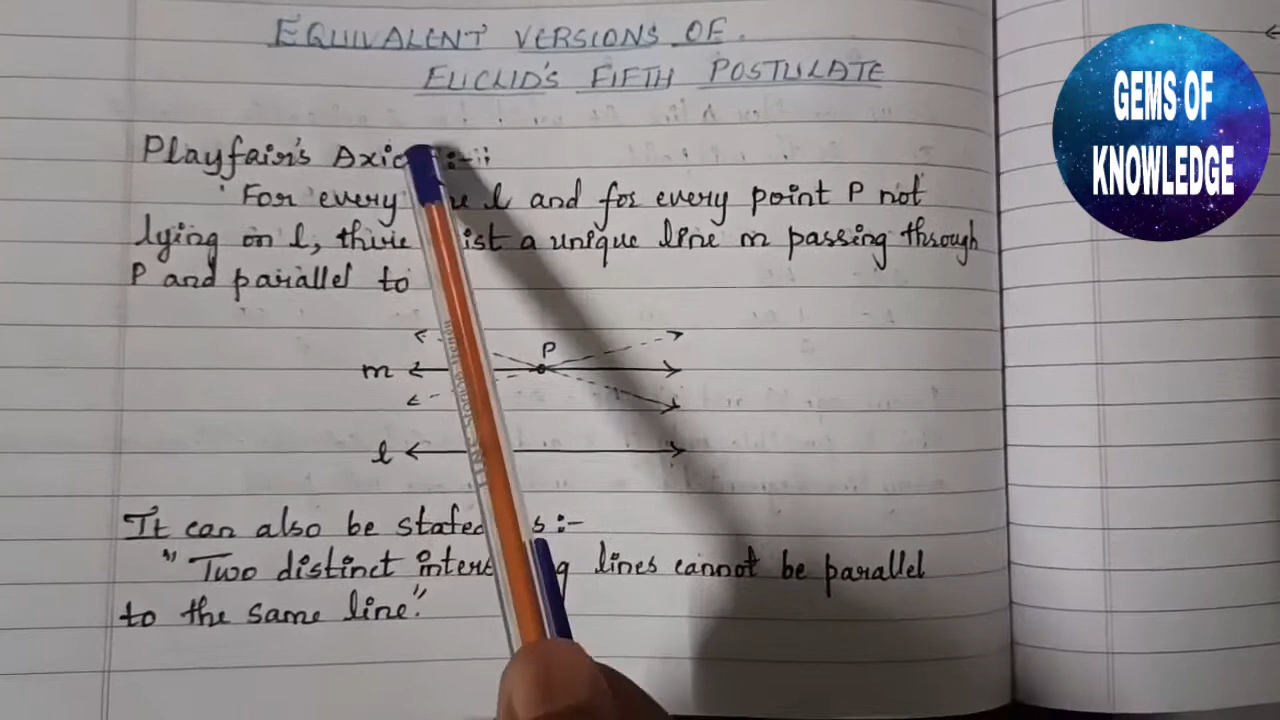 EQUIVALENT VERSIONS OF.
EUCLID'S FIFTH POSTULATE
GEMS OF
KNOWLEDGE
Playfair's :-
For every l and for every point P not
lying on l, there a unique line m passing through
P and parallel to
P
m
l
It can also be :-
"Two distinct lines cannot be parallel
to the same line."